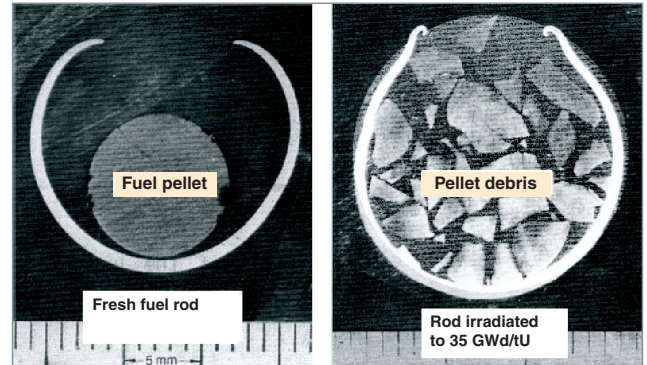 Fuel pellet
Fresh fuel rod
5 mm
Pellet debris
Rod irradiated
to 35 GWd/tU